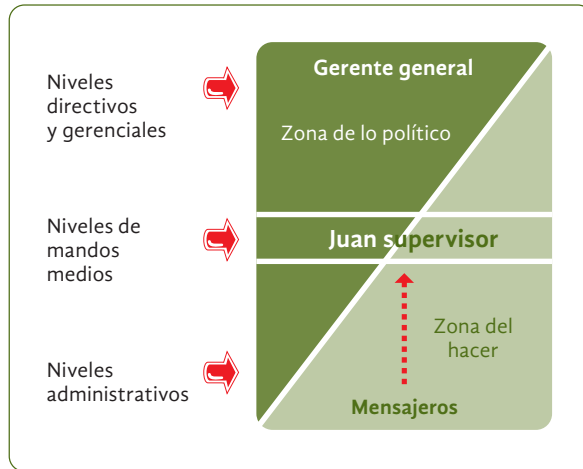 Niveles
directivos
y gerenciales
Gerente general
Zona de lo político
Niveles de
mandos
medios
Juan supervisor
Niveles
administrativos
Zona del
hacer
Mensajeros